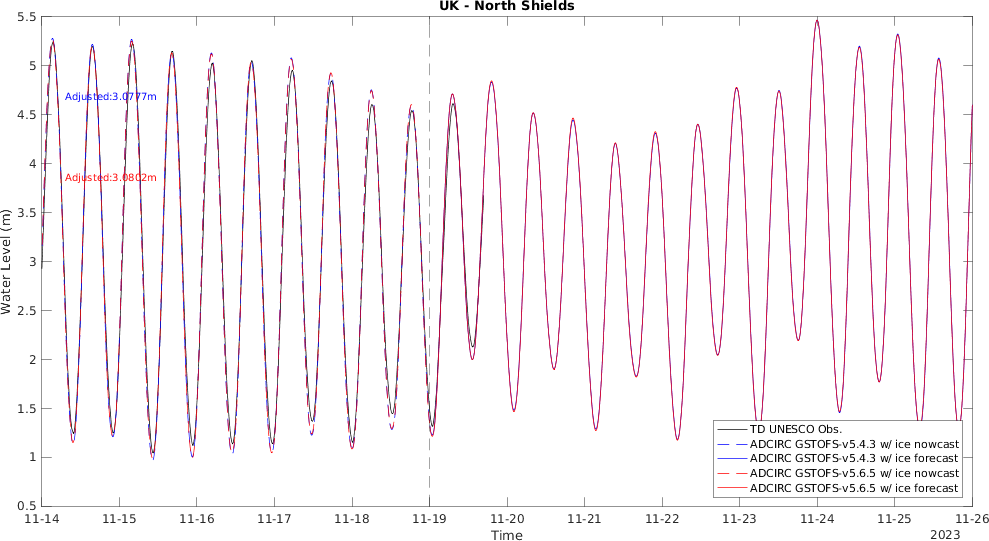 UK - North Shields
5.5
5
4.5
4
3.5
3
2.5
2
1.5
1
0.5
Water Level (m)
Adjusted:3.0777m
Adjusted:3.0802m
TD UNESCO Obs.
ADCIRC GSTOFS-v5.4.3 w/ ice nowcast
ADCIRC GSTOFS-v5.4.3 w/ ice forecast
ADCIRC GSTOFS-v5.6.5 w/ ice nowcast
ADCIRC GSTOFS-v5.6.5 w/ ice forecast
11-14 11-15 11-16 11-17 11-18 11-19 11-20 11-21 11-22 11-23 11-24 11-25 11-26
Time
2023